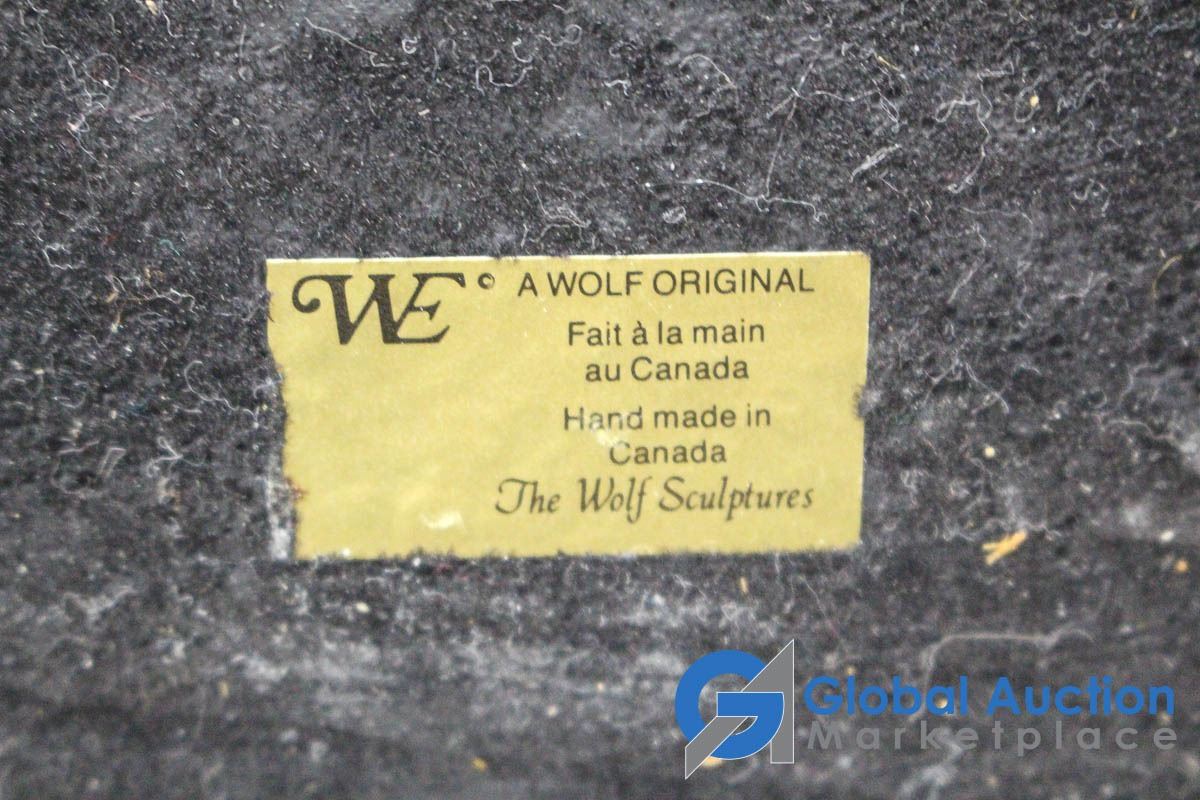 WE° A WOLF ORIGINAL
Fait à la main
au Canada
Hand made in
Canada
The Wolf Sculptures
Global Auction
Marketplace